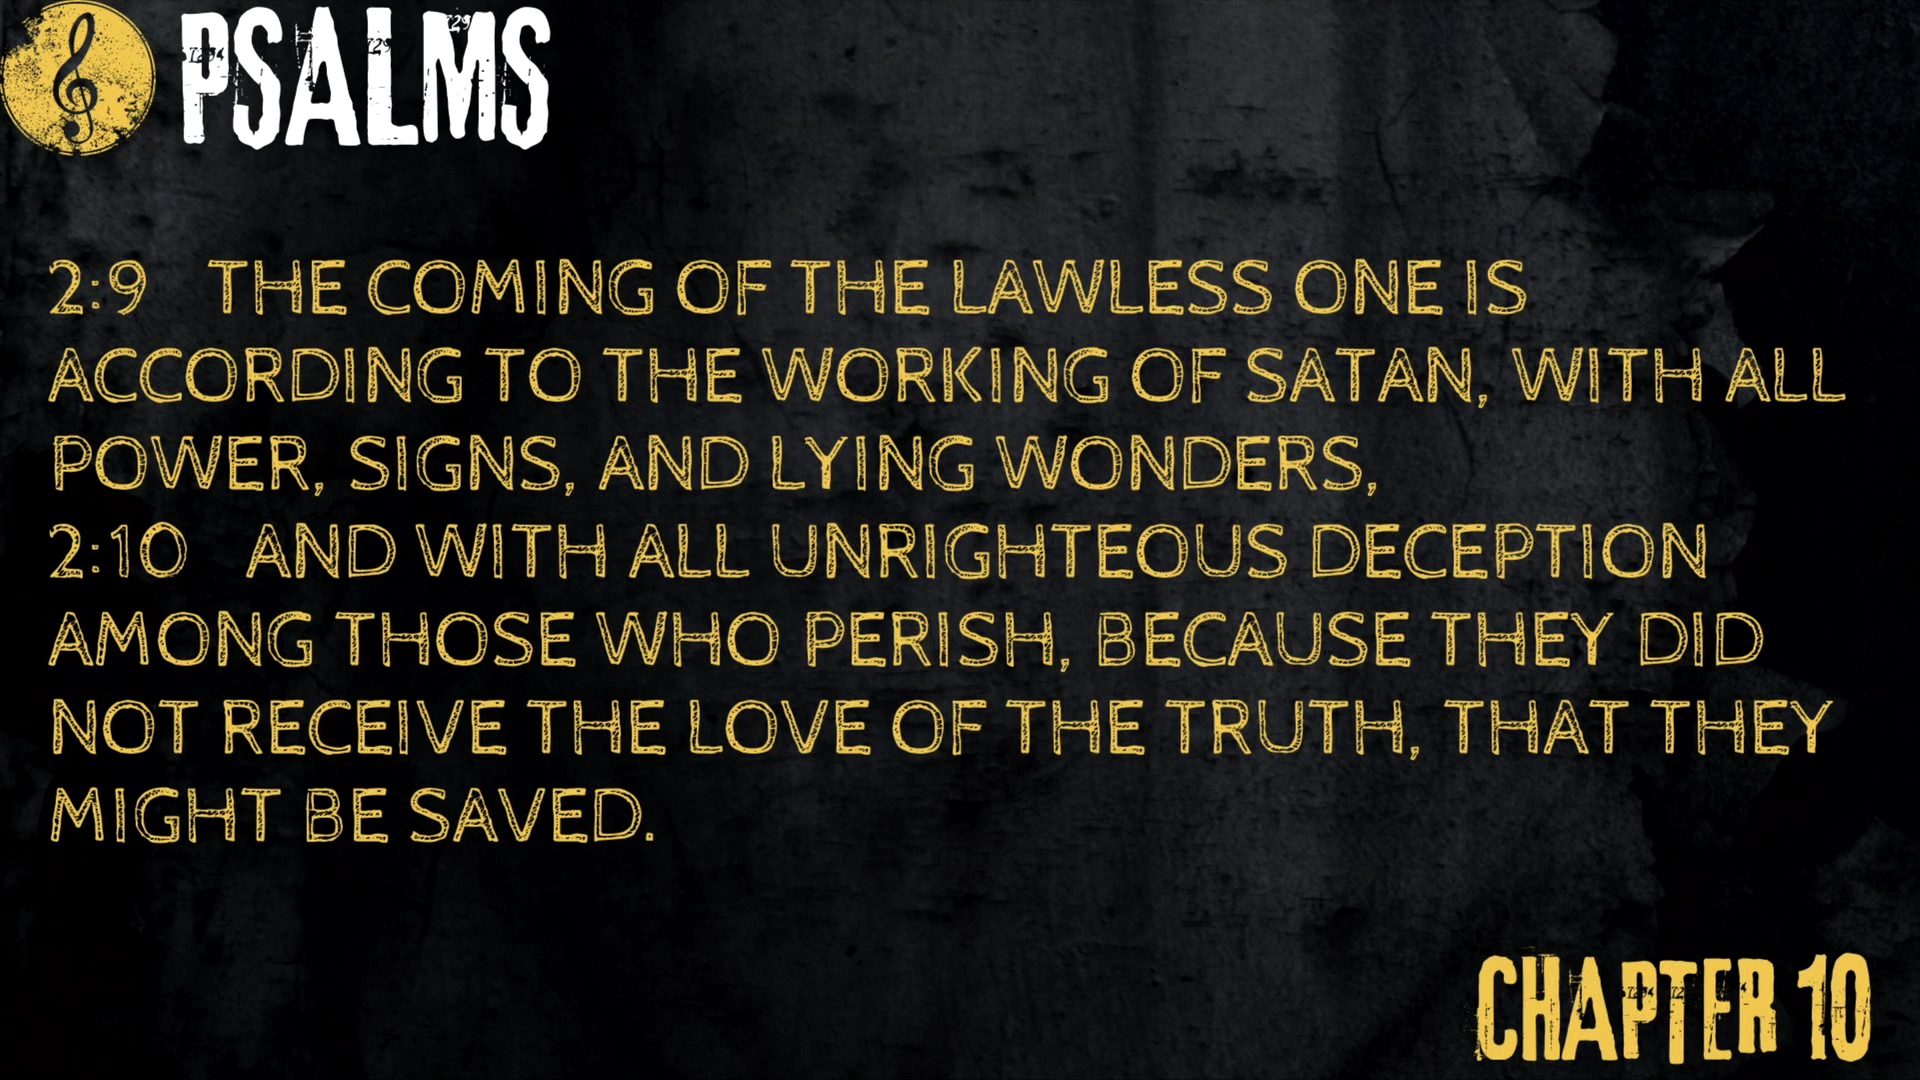 PSALMS
2:9 THE COMING OF THE LAWLESS ONE IS
ACCORDING TO THE WORKING OF SATAN, WITH ALL
POWER, SIGNS, AND LYING WONDERS,
2:10 AND WITH ALL UNRIGHTEOUS DECEPTION
AMONG THOSE WHO PERISH, BECAUSE THEY DID
NOT RECEIVE THE LOVE OF THE TRUTH, THAT THEY
MIGHT BE SAVED.
CHAPTER 10